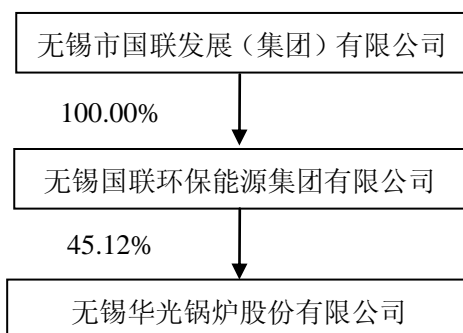 无锡市国联发展（集团）有限公司
100.00%
无锡国联环保能源集团有限公司
45.12%
无锡华光锅炉股份有限公司